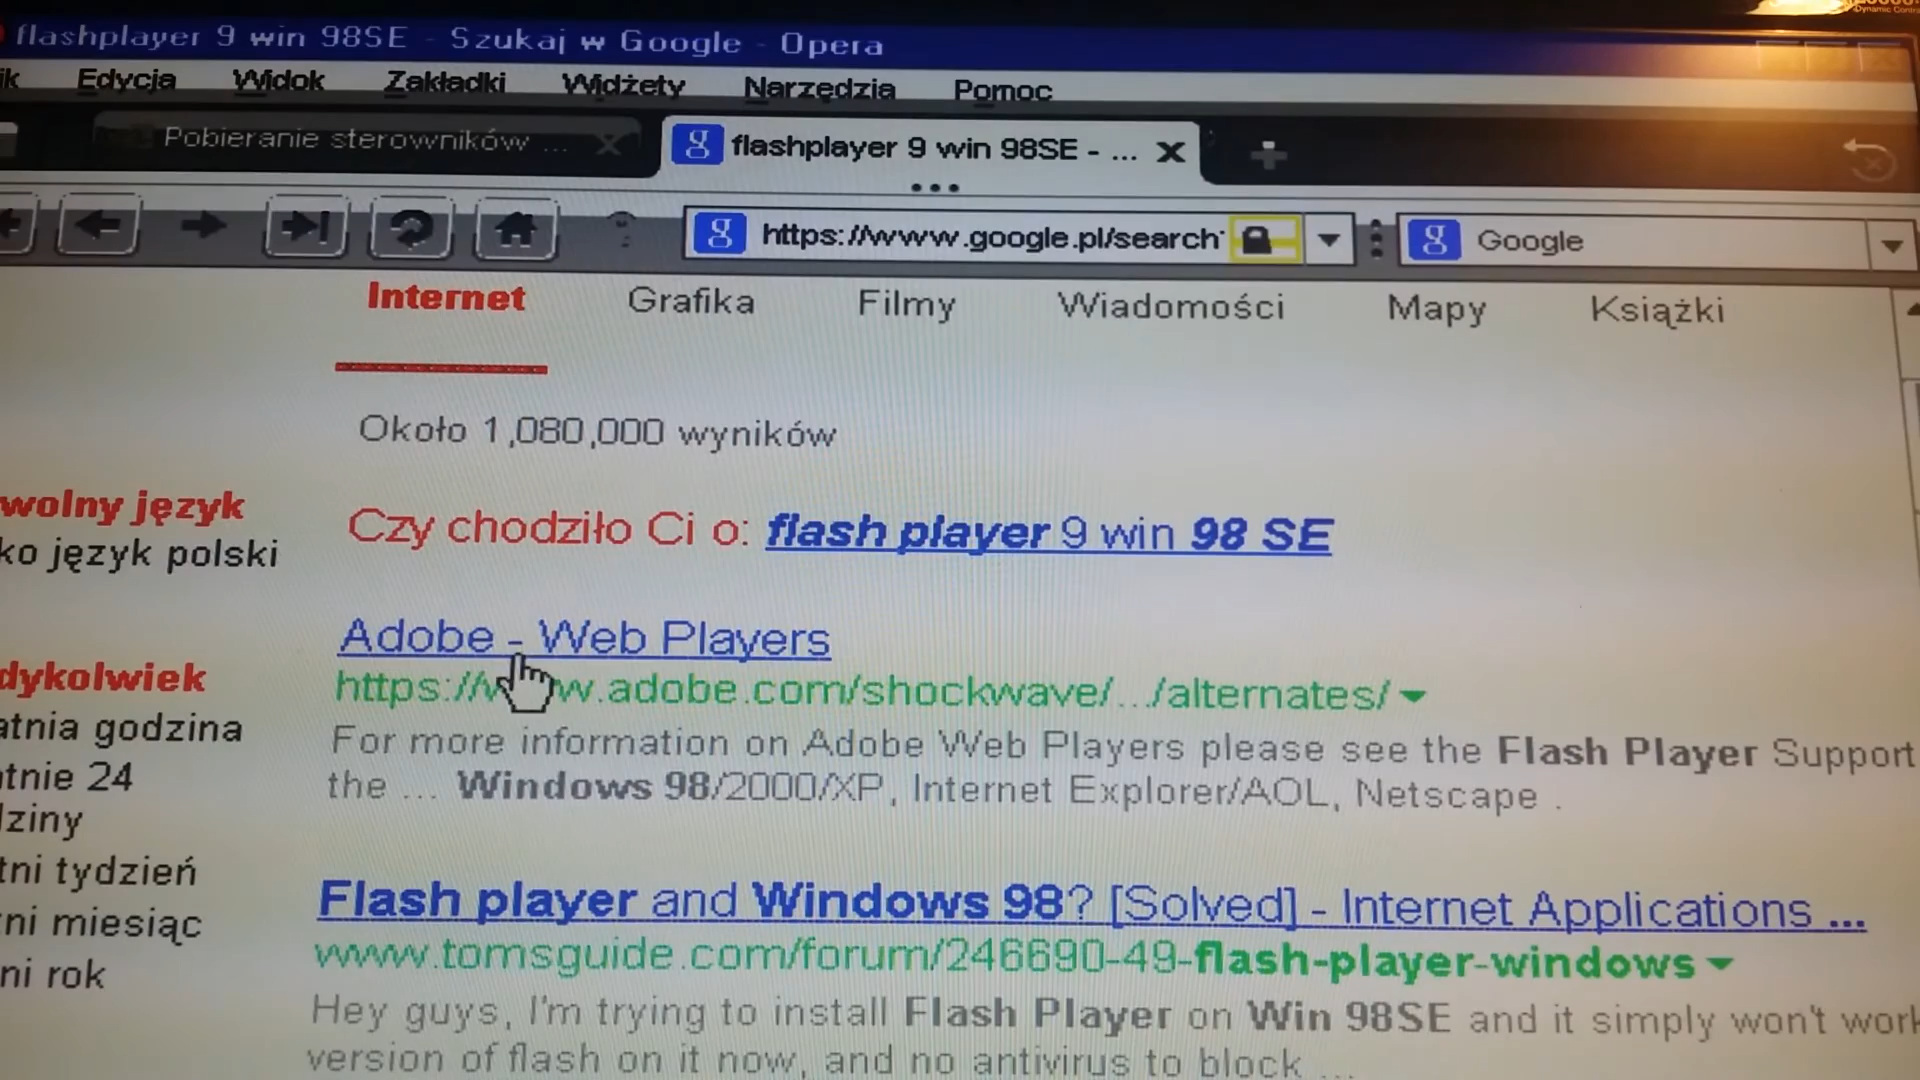 flashplayer 9 win 98SE - Szukaj w Google - Opera
ik Edycja Widok Zakładki Widżety Narzędzia Pomoc
Pobieranie sterowników ...
flashplayer 9 win 98SE - ...
https://www.google.pl/search
Google
Internet Grafika Filmy Wiadomości Mapy Książki
Około 1,080,000 wyników
wolny język
ko język polski
Czy chodziło Ci o: flash player 9 win 98 SE
Adobe - Web Players
https://www.adobe.com/shockwave/.../alternates/
For more information on Adobe Web Players please see the Flash Player Support
the ... Windows 98/2000/XP, Internet Explorer/AOL, Netscape .
dykolwiek
atnia godzina
tnie 24
dziny
tni tydzień
tni miesiąc
ni rok
Flash player and Windows 98? [Solved] - Internet Applications ...
www.tomsguide.com/forum/246690-49-flash-player-windows
Hey guys, I'm trying to install Flash Player on Win 98SE and it simply won't work
version of flash on it now, and no antivirus to block ...